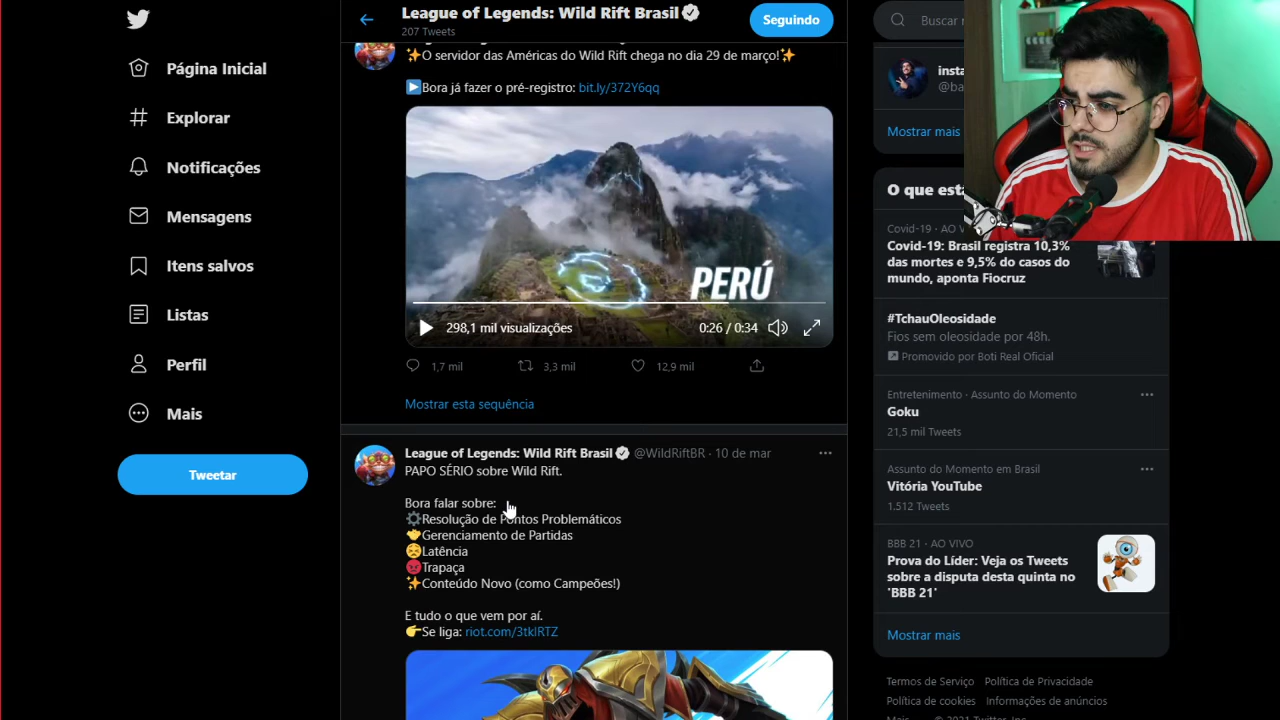 Página Inicial
Explorar
Notificações
Mensagens
Itens salvos
Listas
Perfil
Mais
Tweetar
League of Legends: Wild Rift Brasil
207 Tweets
Seguindo
✨O servidor das Américas do Wild Rift chega no dia 29 de março!✨
▶️Bora já fazer o pré-registro: bit.ly/372Y6qq
PERÚ
298,1 mil visualizações
0:26 / 0:34
1,7 mil
3,3 mil
12,9 mil
Mostrar esta sequência
League of Legends: Wild Rift Brasil @WildRiftBR · 10 de mar
PAPO SÉRIO sobre Wild Rift.
Bora falar sobre:
⚙️Resolução de Pontos Problemáticos
Gerenciamento de Partidas
Latência
😡Trapaça
✨Conteúdo Novo (como Campeões!)
E tudo o que vem por aí.
👉Se liga: riot.com/3tklRTZ
Buscar
insta
@ba
Mostrar mais
O que está
Covid-19 · AO V
Covid-19: Brasil registra 10,3%
das mortes e 9,5% do casos do
mundo, aponta Fiocruz
#TchauOleosidade
Fios sem oleosidade por 48h.
Promovido por Boti Real Oficial
Entretenimento · Assunto do Momento
Goku
21,5 mil Tweets
Assunto do Momento em Brasil
Vitória YouTube
1.512 Tweets
BBB 21 · AO VIVO
Prova do Líder: Veja os Tweets
sobre a disputa desta quinta no
'BBB 21'
Mostrar mais
Termos de Serviço Política de Privacidade
Política de cookies Informações de anúncios
Mais © 2021 Twitter, Inc.